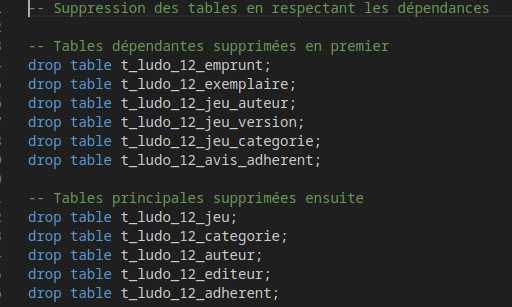 -- Suppression des tables en respectant les dépendances
-- Tables dépendantes supprimées en premier
drop table t_ludo_12_emprunt;
drop table t_ludo_12_exemplaire;
drop table t_ludo_12_jeu_auteur;
drop table t_ludo_12_jeu_version;
drop table t_ludo_12_jeu_categorie;
drop table t_ludo_12_avis_adherent;
-- Tables principales supprimées ensuite
drop table t_ludo_12_jeu;
drop table t_ludo_12_categorie;
drop table t_ludo_12_auteur;
drop table t_ludo_12_editeur;
drop table t_ludo_12_adherent;